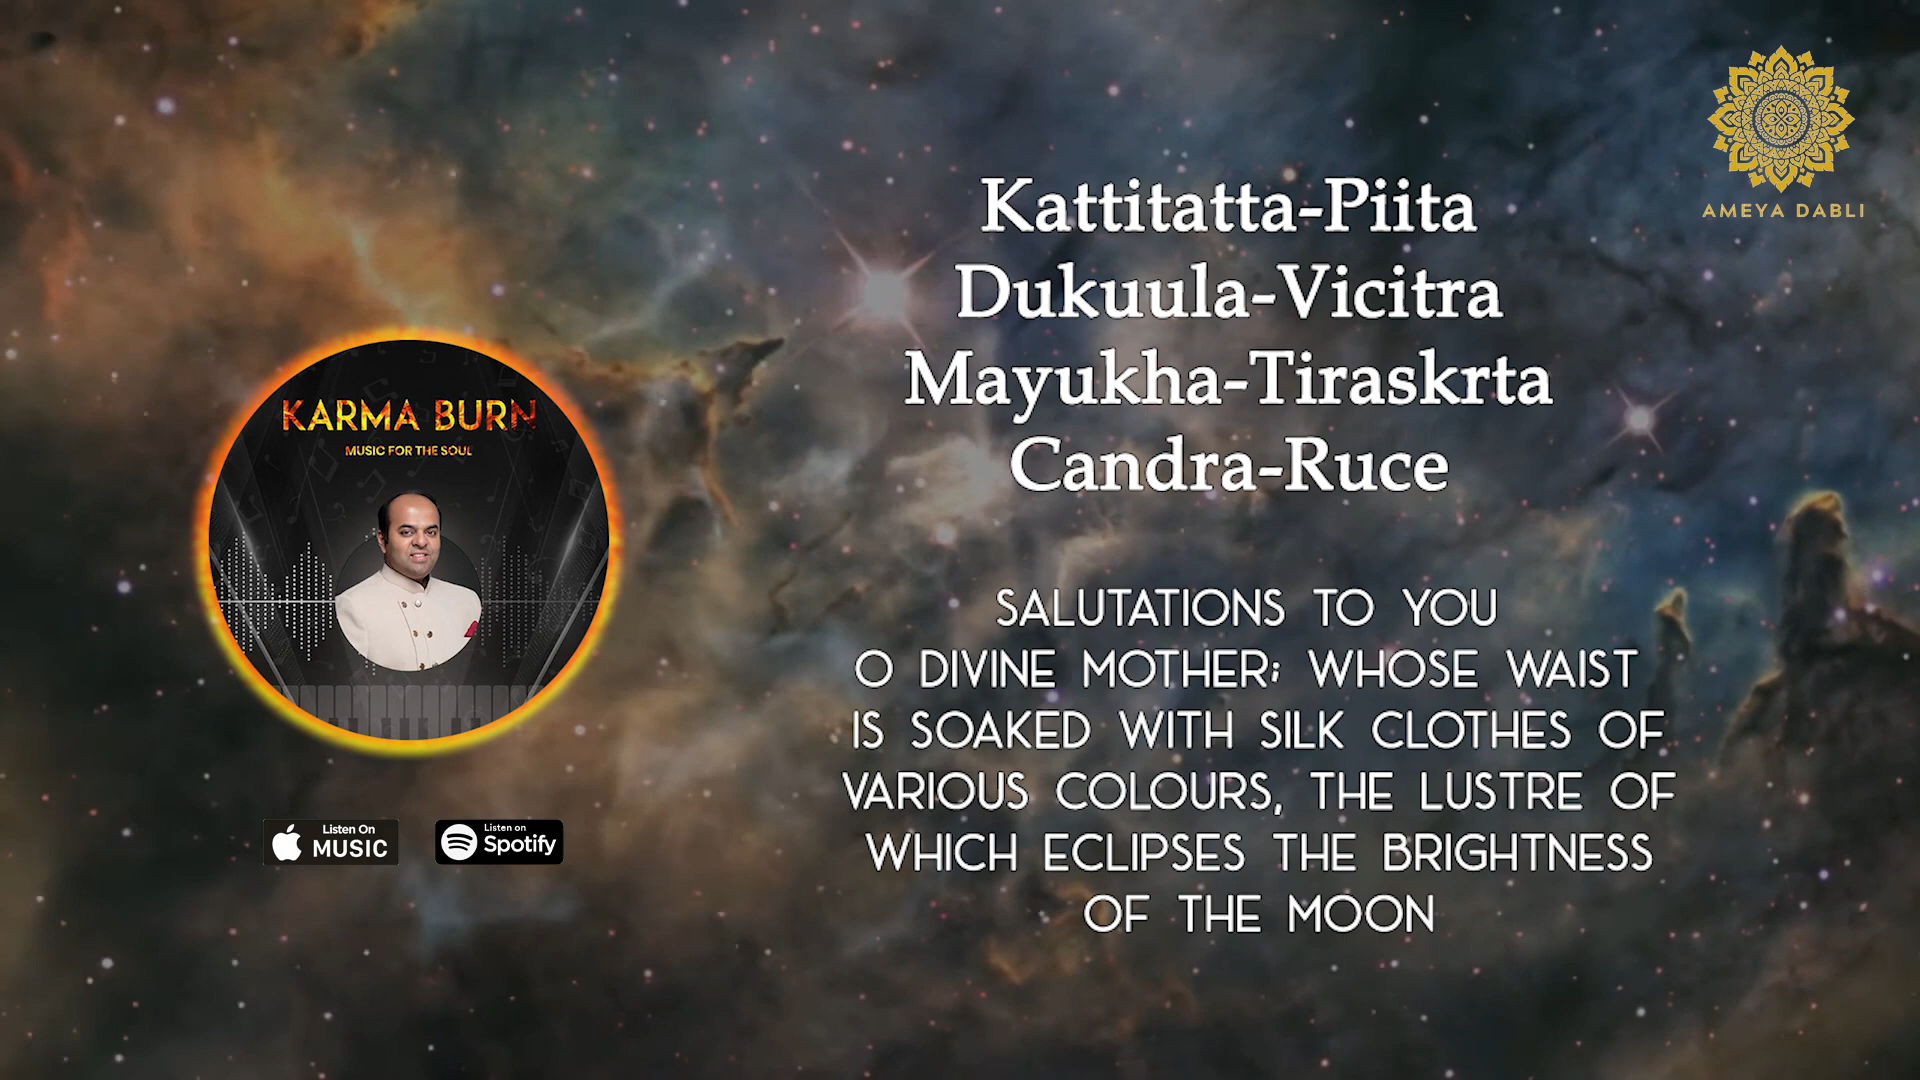 AMEYA DABLI
Kattitatta-Piita
Dukuula-Vicitra
Mayukha-Tiraskrta
Candra-Ruce
KARMA BURN
MUSIC FOR THE SOUL
SALUTATIONS TO YOU
O DIVINE MOTHER; WHOSE WAIST
IS SOAKED WITH SILK CLOTHES OF
VARIOUS COLOURS, THE LUSTRE OF
WHICH ECLIPSES THE BRIGHTNESS
OF THE MOON
Listen On
MUSIC
Listen on
Spotify